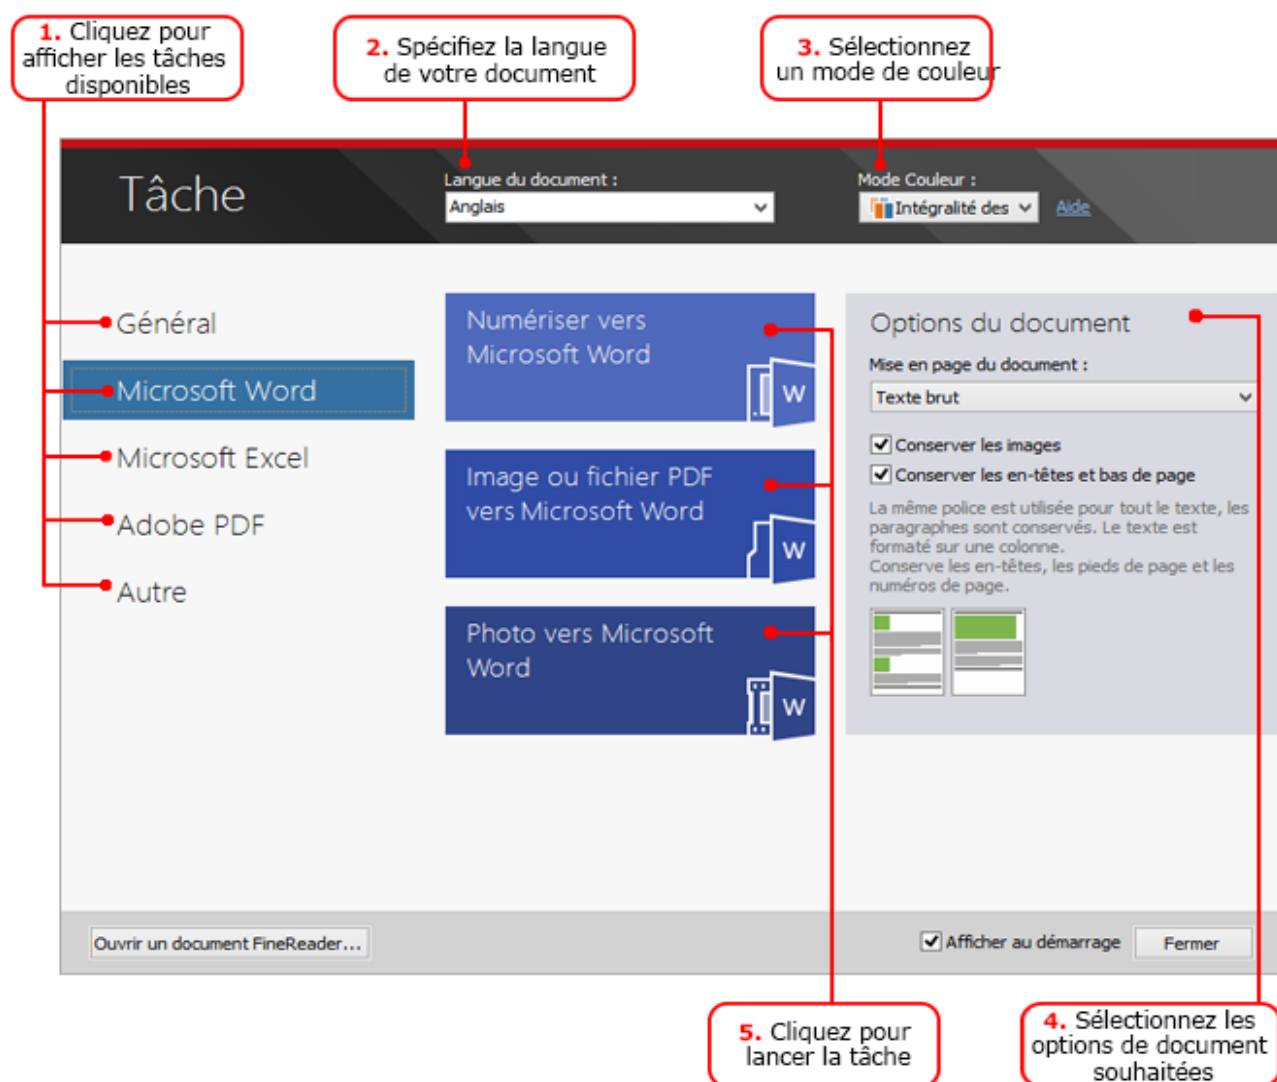 1. Cliquez pour
afficher les tâches
disponibles
2. Spécifiez la langue
de votre document
3. Sélectionnez
un mode de couleur
Tâche
Langue du document :
Anglais
Mode Couleur :
Intégralité des
Aide
Général
Microsoft Word
Microsoft Excel
Adobe PDF
Autre
Numériser vers
Microsoft Word
W
Image ou fichier PDF
vers Microsoft Word
W
Photo vers Microsoft
Word
W
Options du document
Mise en page du document :
Texte brut
Conserver les images
Conserver les en-têtes et bas de page
La même police est utilisée pour tout le texte, les
paragraphes sont conservés. Le texte est
formaté sur une colonne.
Conserve les en-têtes, les pieds de page et les
numéros de page.
Ouvrir un document FineReader...
Afficher au démarrage
Fermer
5. Cliquez pour
lancer la tâche
4. Sélectionnez les
options de document
souhaitées